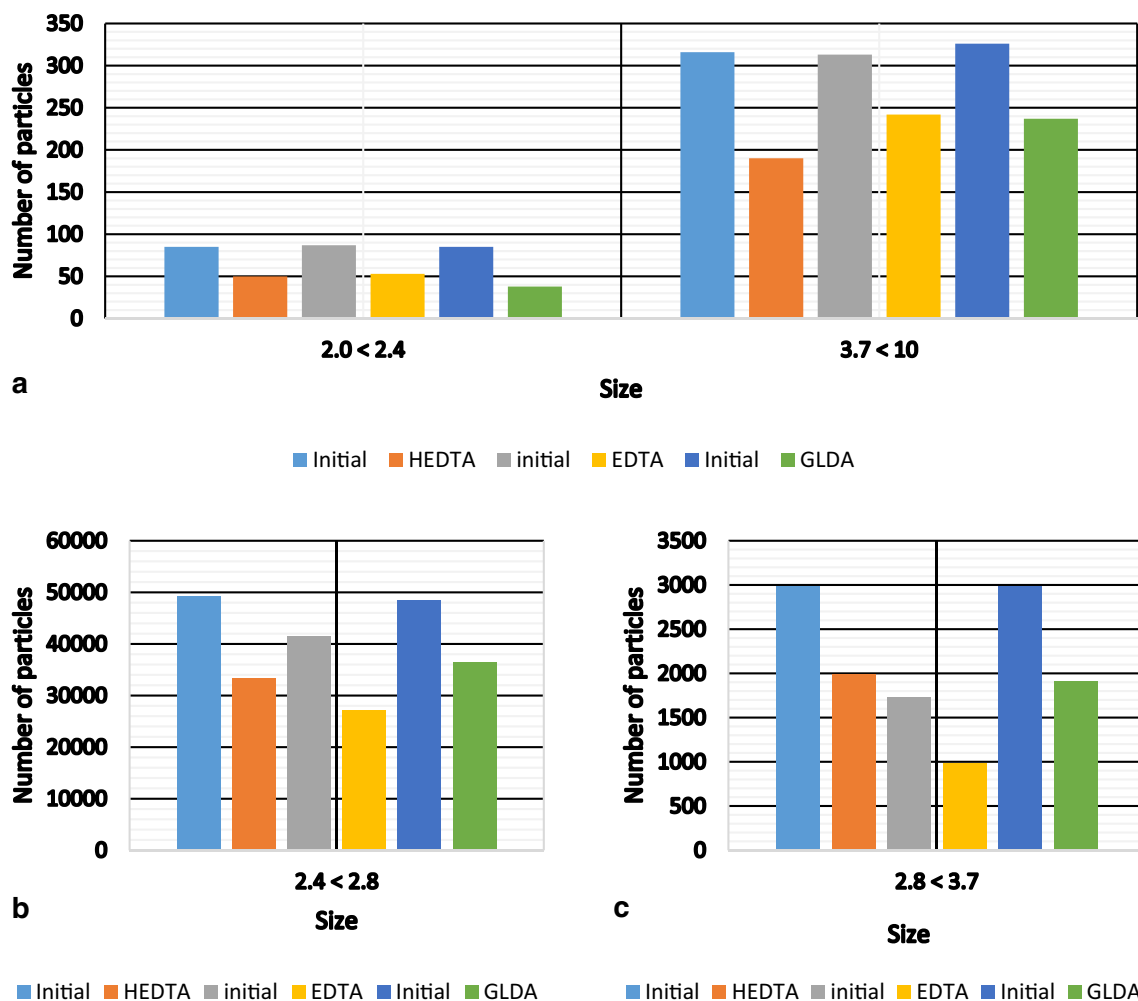 350
300
250
200
150
100
50
0
Number of particles
2.0 < 2.4 3.7 < 10
Size
a
Initial HEDTA initial EDTA Initial GLDA
60000
50000
40000
30000
20000
10000
0
Number of particles
2.4 < 2.8
Size
b
Initial HEDTA initial EDTA Initial GLDA
3500
3000
2500
2000
1500
1000
500
0
Number of particles
2.8 < 3.7
Size
c
Initial HEDTA initial EDTA Initial GLDA